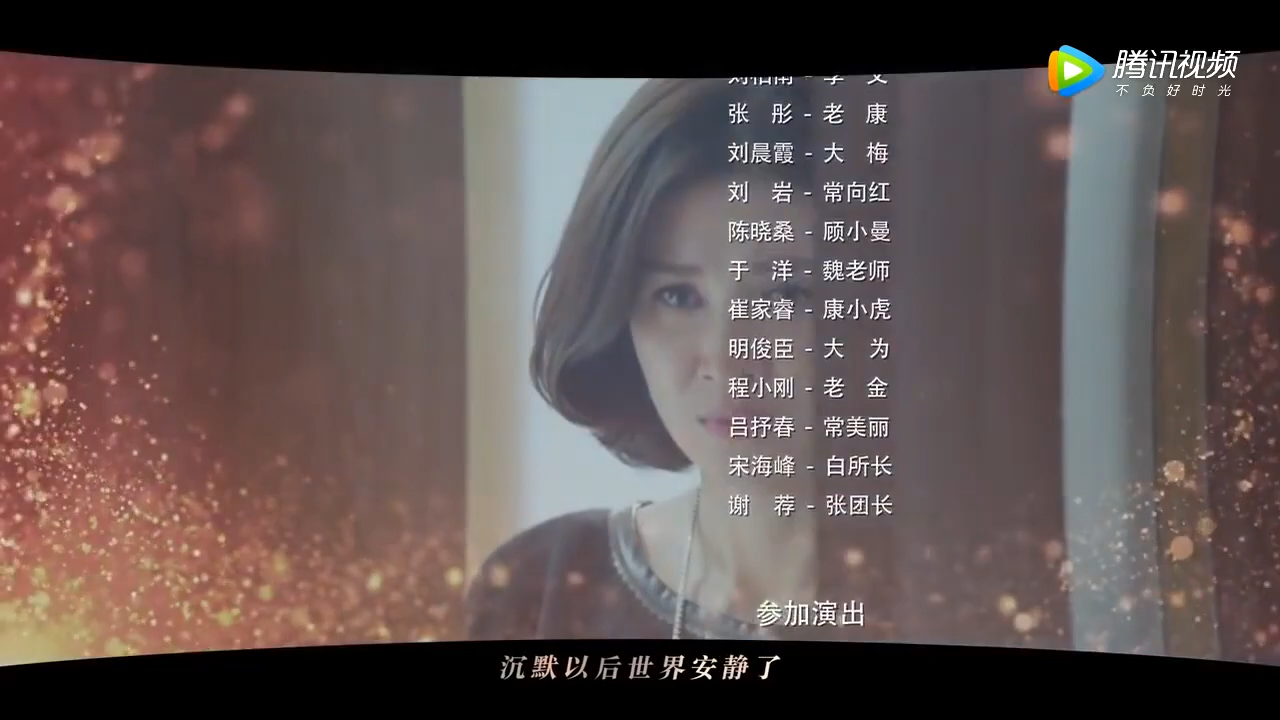 腾讯视频
不负好时光
张 彤 - 老 康
刘晨霞 - 大 梅
刘 岩 - 常向红
陈晓桑 - 顾小曼
于 洋 - 魏老师
崔家睿 - 康小虎
明俊臣 - 大 为
程小刚 - 老 金
吕抒春 - 常美丽
宋海峰 - 白所长
谢 荐 - 张团长
参加演出
沉默以后世界安静了